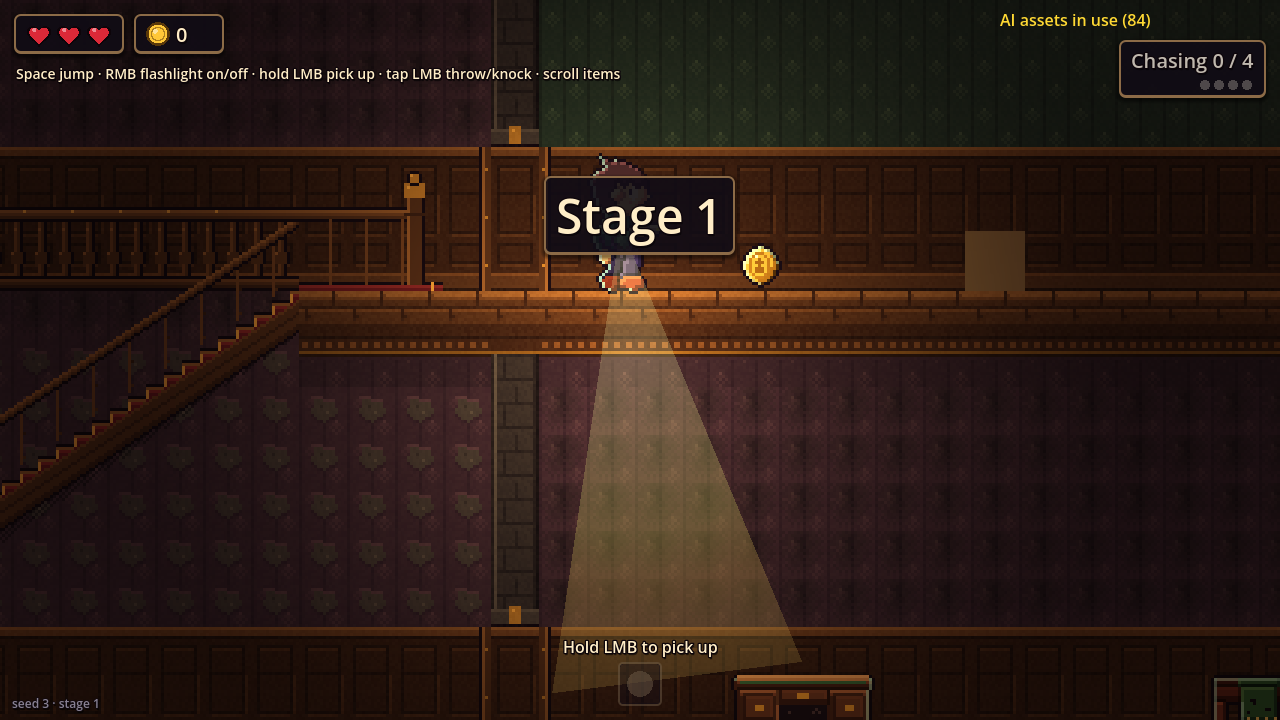 0
AI assets in use (84)
Chasing 0 / 4
Space jump · RMB flashlight on/off · hold LMB pick up · tap LMB throw/knock · scroll items
Stage 1
Hold LMB to pick up
seed 3 · stage 1